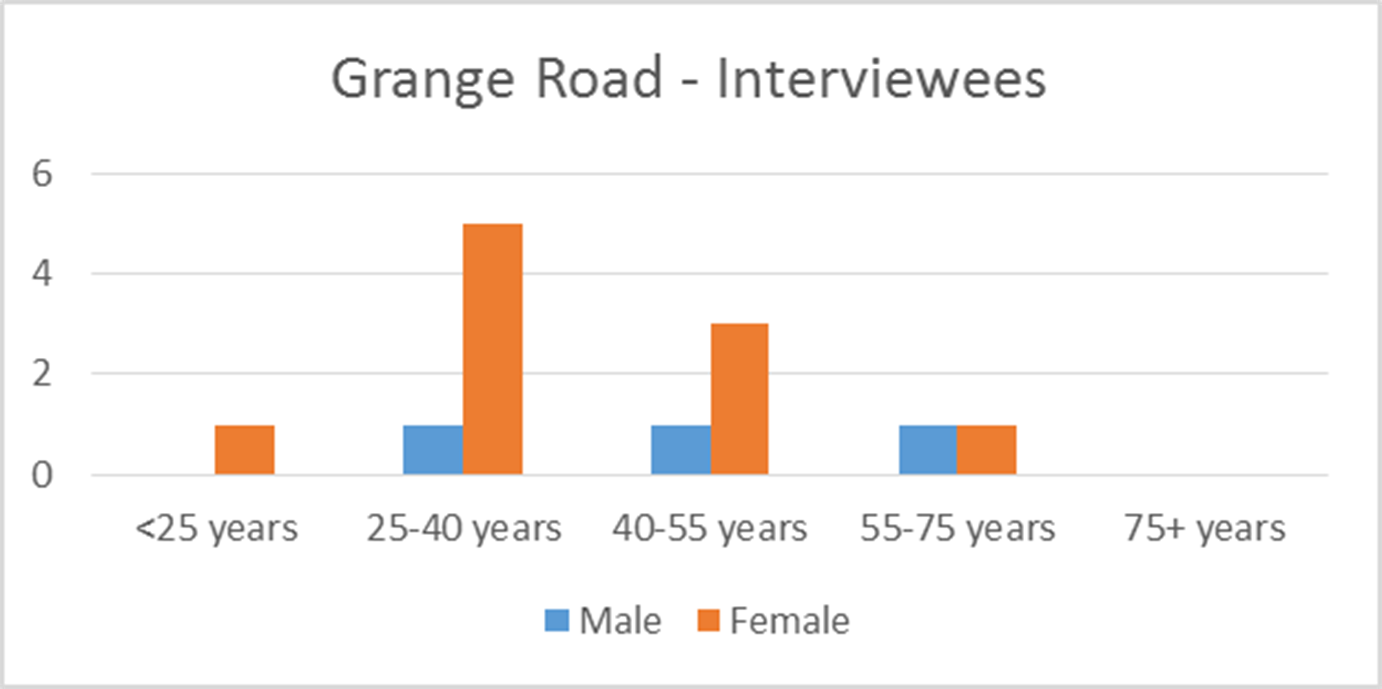 Grange Road - Interviewees
6
4
2
0
<25 years 25-40 years 40-55 years 55-75 years 75+ years
Male Female